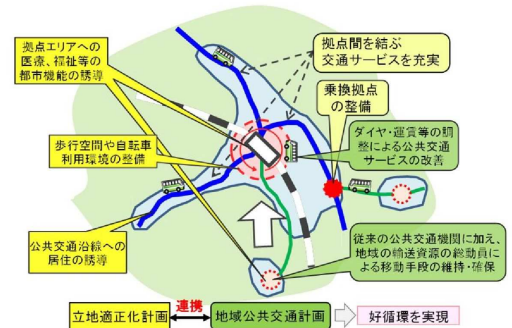 拠点エリアへの
医療、福祉等の
都市機能の誘導
歩行空間や自転車
利用環境の整備
公共交通沿線への
居住の誘導
拠点間を結ぶ
交通サービスを充実
乗換拠点
の整備
ダイヤ・運賃等の調
整による公共交通
サービスの改善
従来の公共交通機関に加え、
地域の輸送資源の総動員
による移動手段の維持・確保
立地適正化計画
連携
地域公共交通計画
好循環を実現